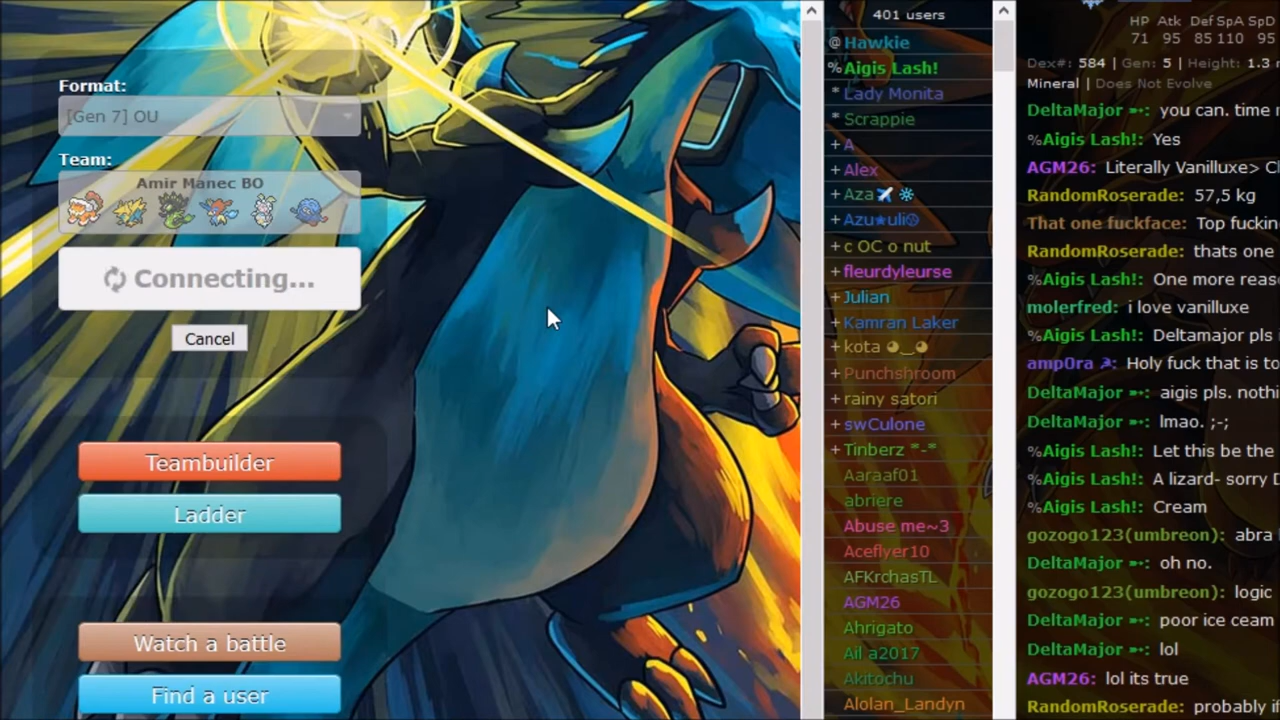 Format:
[Gen 7] OU
Team:
Amir Manec BO
Connecting...
Cancel
Teambuilder
Ladder
Watch a battle
Find a user
401 users
@Hawkie
%Aigis Lash!
* Lady Monita
* Scrappie
+A
+Alex
+Aza✈️ ❄
+Azu★uli
+c OC o nut
+fleurdyleurse
+Julian
+Kamran Laker
+kota ◕‿◕
+Punchshroom
+rainy satori
+swCulone
+Tinberz *-*
Aaraaf01
abriere
Abuse me~3
Aceflyer10
AFKrchasTL
AGM26
Ahrigato
Ail a2017
Akitochu
Alolan_Landyn
HP Atk Def SpA SpD
71 95 85 110 95
Dex#: 584 | Gen: 5 | Height: 1.3
Mineral | Does Not Evolve
DeltaMajor ➵: you can. time
%Aigis Lash!: Yes
AGM26: Literally Vanilluxe>
RandomRoserade: 57,5 kg
That one fuckface: Top fuckin
RandomRoserade: thats one
%Aigis Lash!: One more reas
molerfred: i love vanilluxe
%Aigis Lash!: Deltamajor pls
amp0ra: Holy fuck that is to
DeltaMajor ➵: aigis pls. nothi
DeltaMajor ➵: lmao. ;-;
%Aigis Lash!: Let this be the
%Aigis Lash!: A lizard- sorry
%Aigis Lash!: Cream
gozogo123(umbreon): abra
DeltaMajor ➵: oh no.
gozogo123(umbreon): logic
DeltaMajor ➵: poor ice ceam
DeltaMajor ➵: lol
AGM26: lol its true
RandomRoserade: probably i